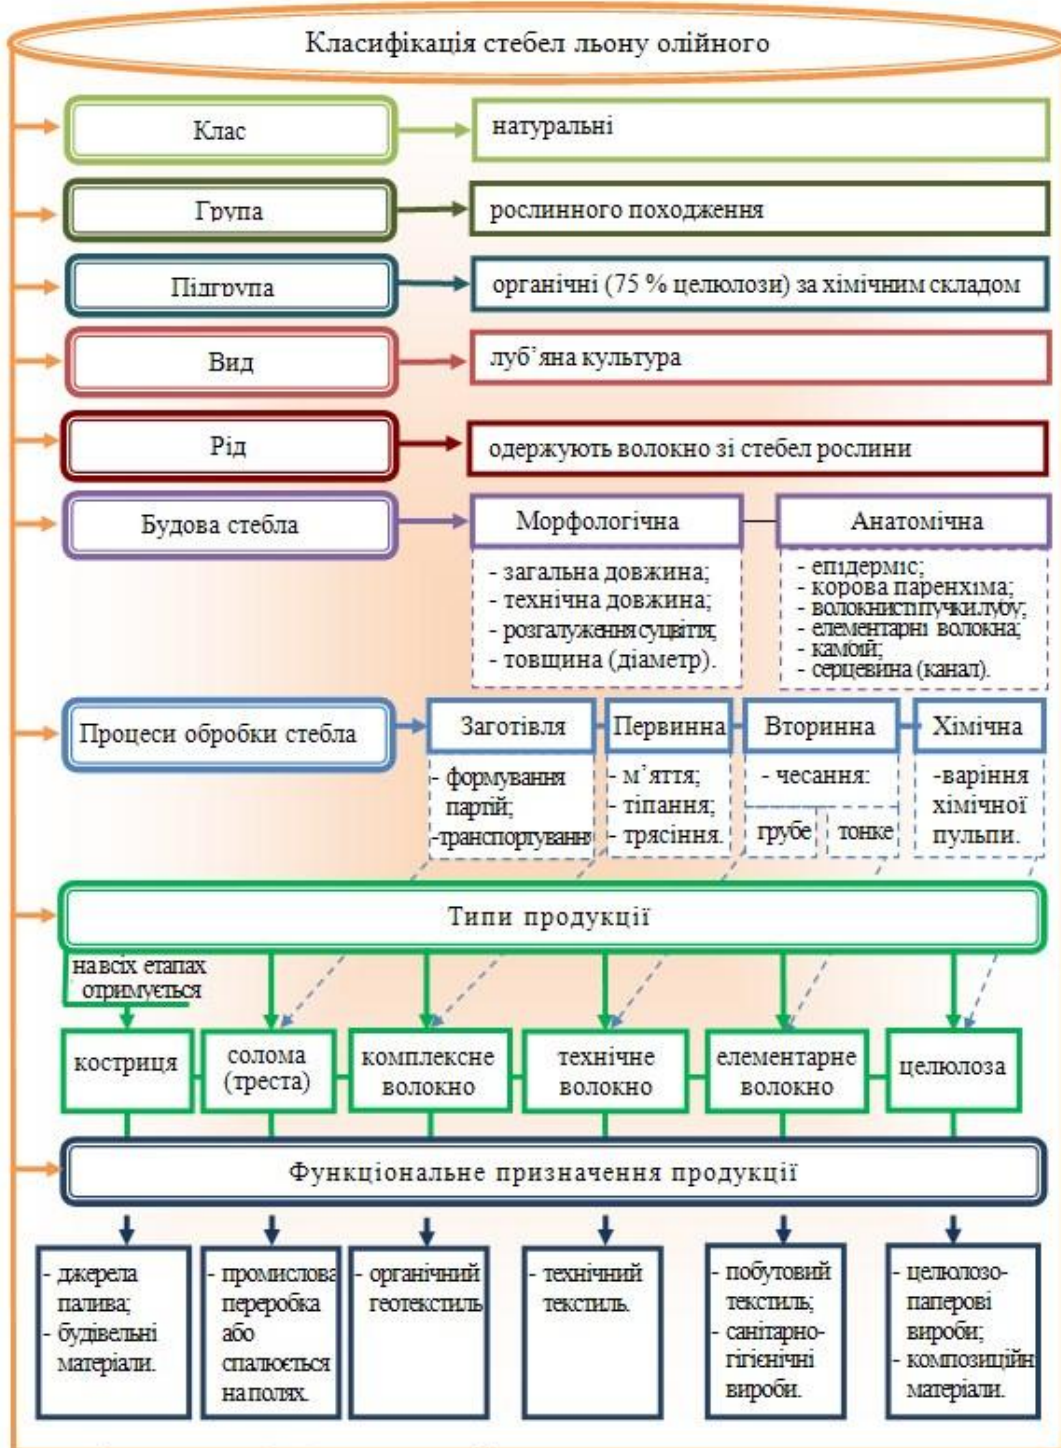 Класифікація стебел льону олійного
Клас
натуральні
Група
рослинного походження
Підгрупа
органічні (75 % целюлози) за хімічним складом
Вид
луб’яна культура
Рід
одержують волокно зі стебел рослини
Будова стебла
Морфологічна
Анатомічна
- загальна довжина;
- технічна довжина;
- розгалуження суцвіття;
- товщина (діаметр).
- епідерміс;
- корова паренхіма;
- волокнисті пучки лубу;
- елементарні волокна;
- камбій;
- серцевина (канал).
Процеси обробки стебла
Заготівля
Первинна
Вторинна
Хімічна
- формування
партій;
- транспортування
- м’яття;
- тіпання;
- трясіння.
- чесання:
грубе
тонке
-варіння
хімічної
пульпи.
Типи продукції
на всіх етапах
отримується
костриця
солома
(треста)
комплексне
волокно
технічне
волокно
елементарне
волокно
целюлоза
Функціональне призначення продукції
- джерела
палива;
- будівельні
матеріали.
- промислова
переробка
або
спалюється
на полях.
- органічний
геотекстиль
- технічний
текстиль.
- побутовий
текстиль;
- санітарно-
гігієнічні
вироби.
- целюлозо-
паперові
вироби;
- композиційн
матеріали.